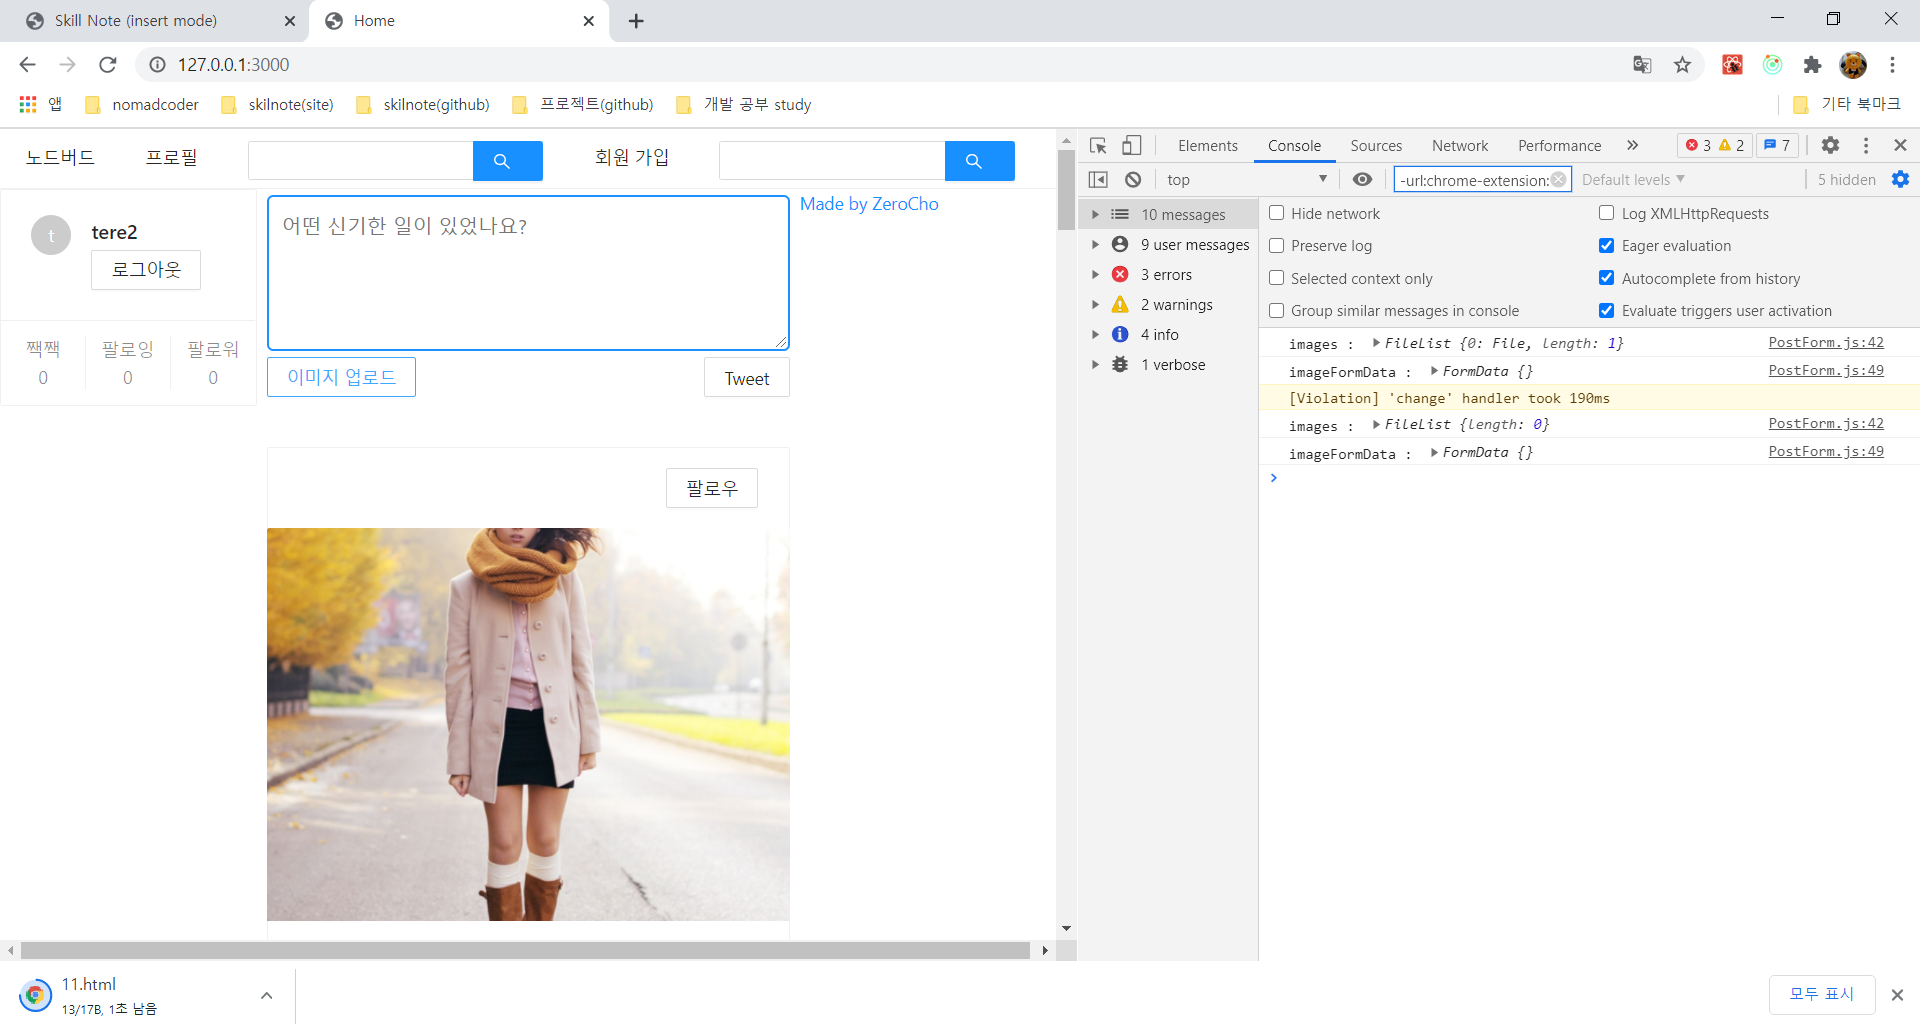 Skill Note (insert mode)
Home
127.0.0.1:3000
앱
nomadcoder
skilnote(site)
skilnote(github)
프로젝트(github)
개발 공부 study
기타 북마크
노드버드
프로필
회원 가입
t
tere2
로그아웃
짹짹
팔로잉
팔로워
0
0
0
어떤 신기한 일이 있었나요?
이미지 업로드
Tweet
Made by ZeroCho
팔로우
Elements
Console
Sources
Network
Performance
3
2
7
top
-url:chrome-extension:
Default levels
5 hidden
10 messages
9 user messages
3 errors
2 warnings
4 info
1 verbose
Hide network
Log XMLHttpRequests
Preserve log
Eager evaluation
Selected context only
Autocomplete from history
Group similar messages in console
Evaluate triggers user activation
images : FileList {0: File, length: 1} PostForm.js:42
imageFormData : FormData {} PostForm.js:49
[Violation] 'change' handler took 190ms
images : FileList {length: 0} PostForm.js:42
imageFormData : FormData {} PostForm.js:49
11.html
13/17B, 1초 남음
모두 표시